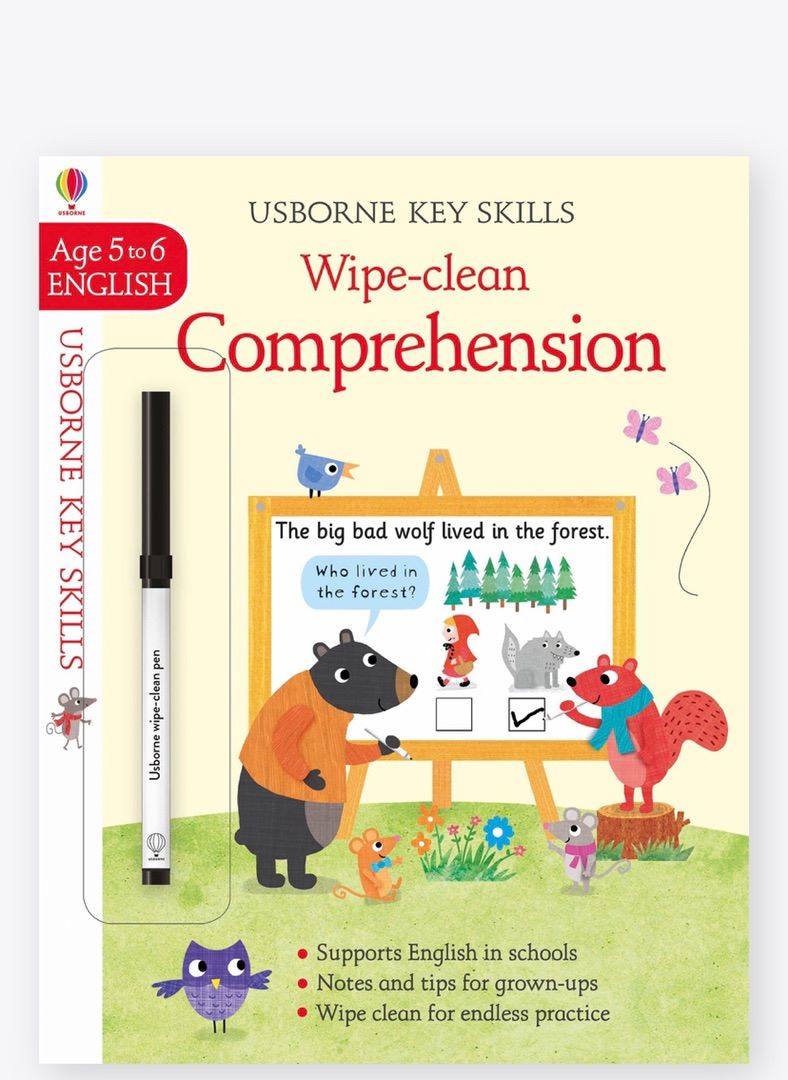 USBORNE
Age 5 to 6
ENGLISH
USBORNE KEY SKILLS
USBORNE KEY SKILLS
Wipe-clean
Comprehension
The big bad wolf lived in the forest.
Who lived in
the forest?
Usborne wipe-clean pen
USBORNE
• Supports English in schools
• Notes and tips for grown-ups
• Wipe clean for endless practice